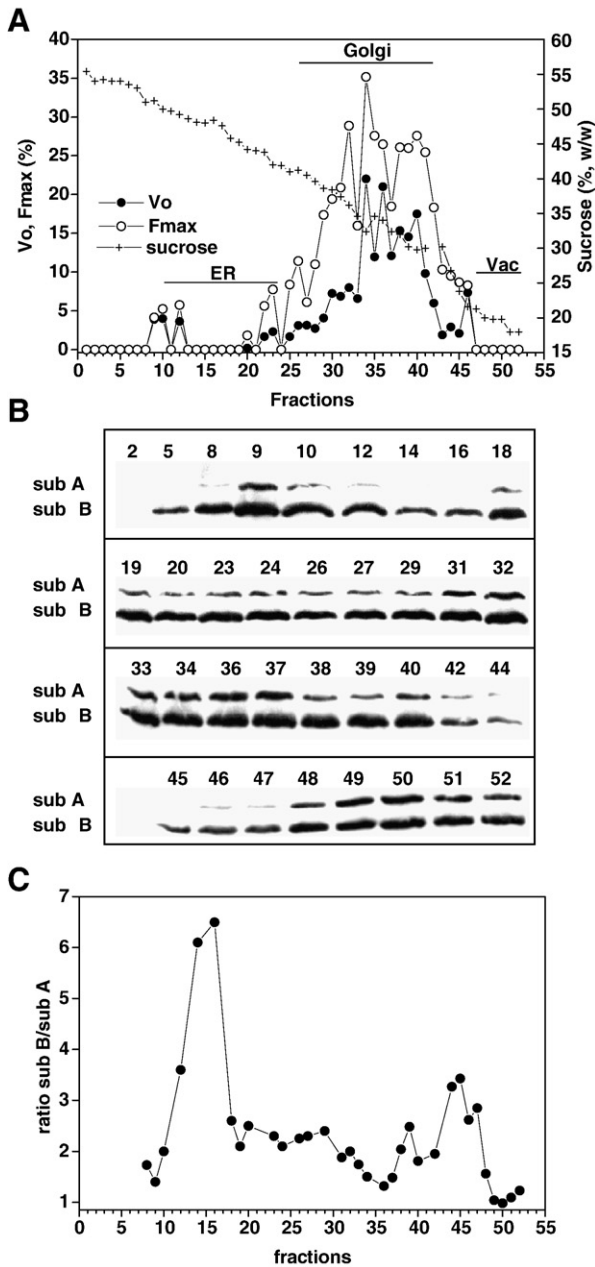 A
Golgi
40
35
30
25
20
15
10
5
0
Vo, Fmax (%)
60
55
50
45
40
35
30
25
20
15
Sucrose (%, w/w)
Vo
Fmax
sucrose
ER
Vac
0 5 10 15 20 25 30 35 40 45 50 55
Fractions
B
2 5 8 9 10 12 14 16 18
sub A
sub B
19 20 23 24 26 27 29 31 32
sub A
sub B
33 34 36 37 38 39 40 42 44
sub A
sub B
45 46 47 48 49 50 51 52
sub A
sub B
C
7
6
5
4
3
2
1
ratio sub B/sub A
0 5 10 15 20 25 30 35 40 45 50 55
fractions